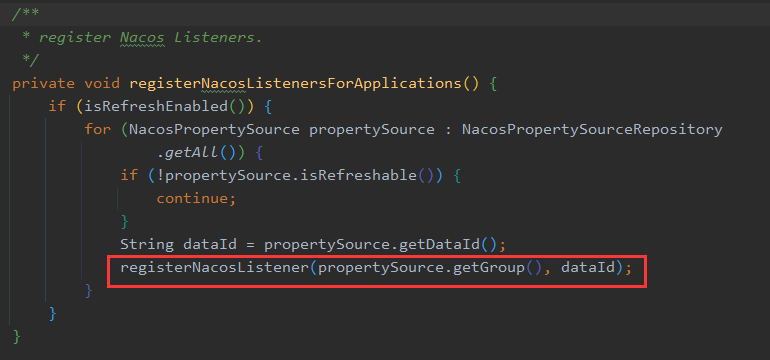 /**
 * register Nacos Listeners.
 */
private void registerNacosListenersForApplications() {
    if (isRefreshEnabled()) {
        for (NacosPropertySource propertySource : NacosPropertySourceRepository
                .getAll()) {
            if (!propertySource.isRefreshable()) {
                continue;
            }
            String dataId = propertySource.getDataId();
            registerNacosListener(propertySource.getGroup(), dataId);
        }
    }
}